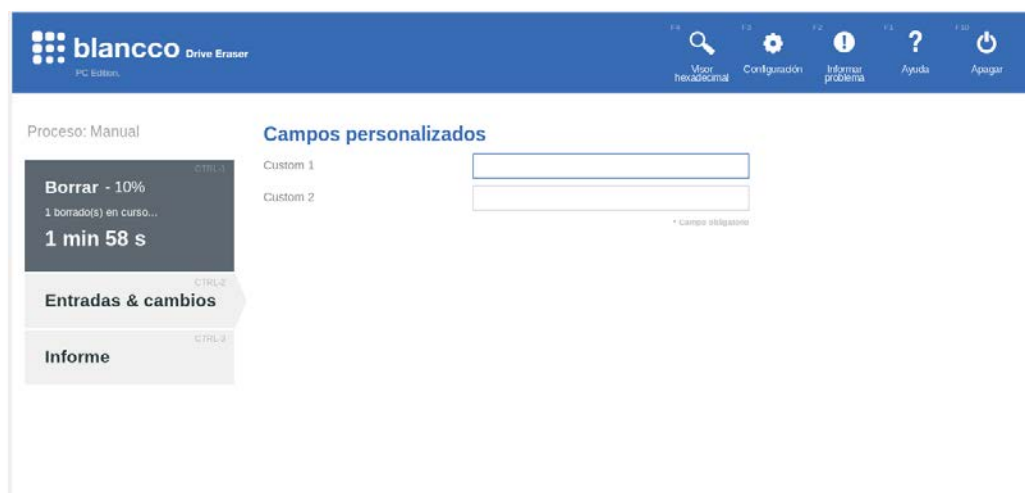 blancco Drive Eraser
PC Edition.
F4
Visor
hexadecimal
F3
Configuración
F2
Informar
problema
F1
Ayuda
F10
Apagar
Proceso: Manual
CTRL-1
Borrar - 10%
1 borrado(s) en curso...
1 min 58 s
CTRL-2
Entradas & cambios
CTRL-3
Informe
Campos personalizados
Custom 1
Custom 2
* Campo obligatorio